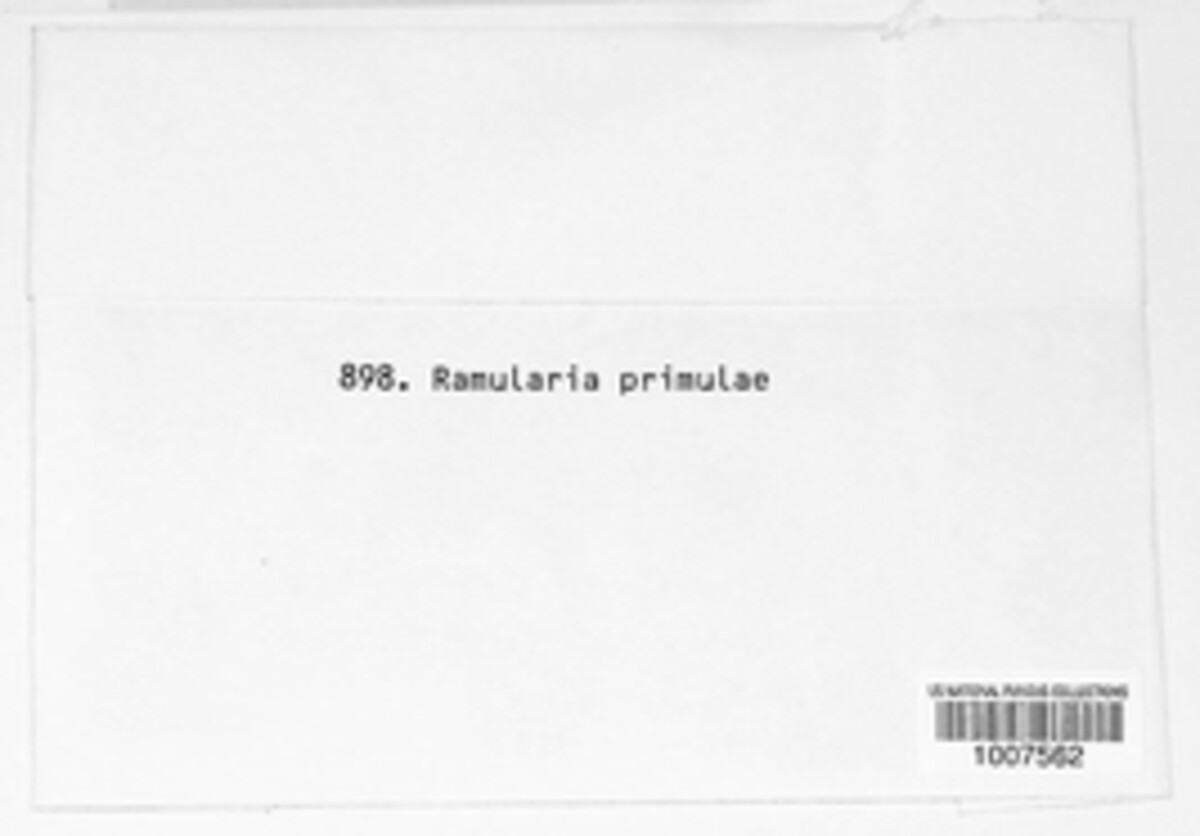 898. Ramularia primulae
US NATIONAL FUNGUS COLLECTIONS
1007562